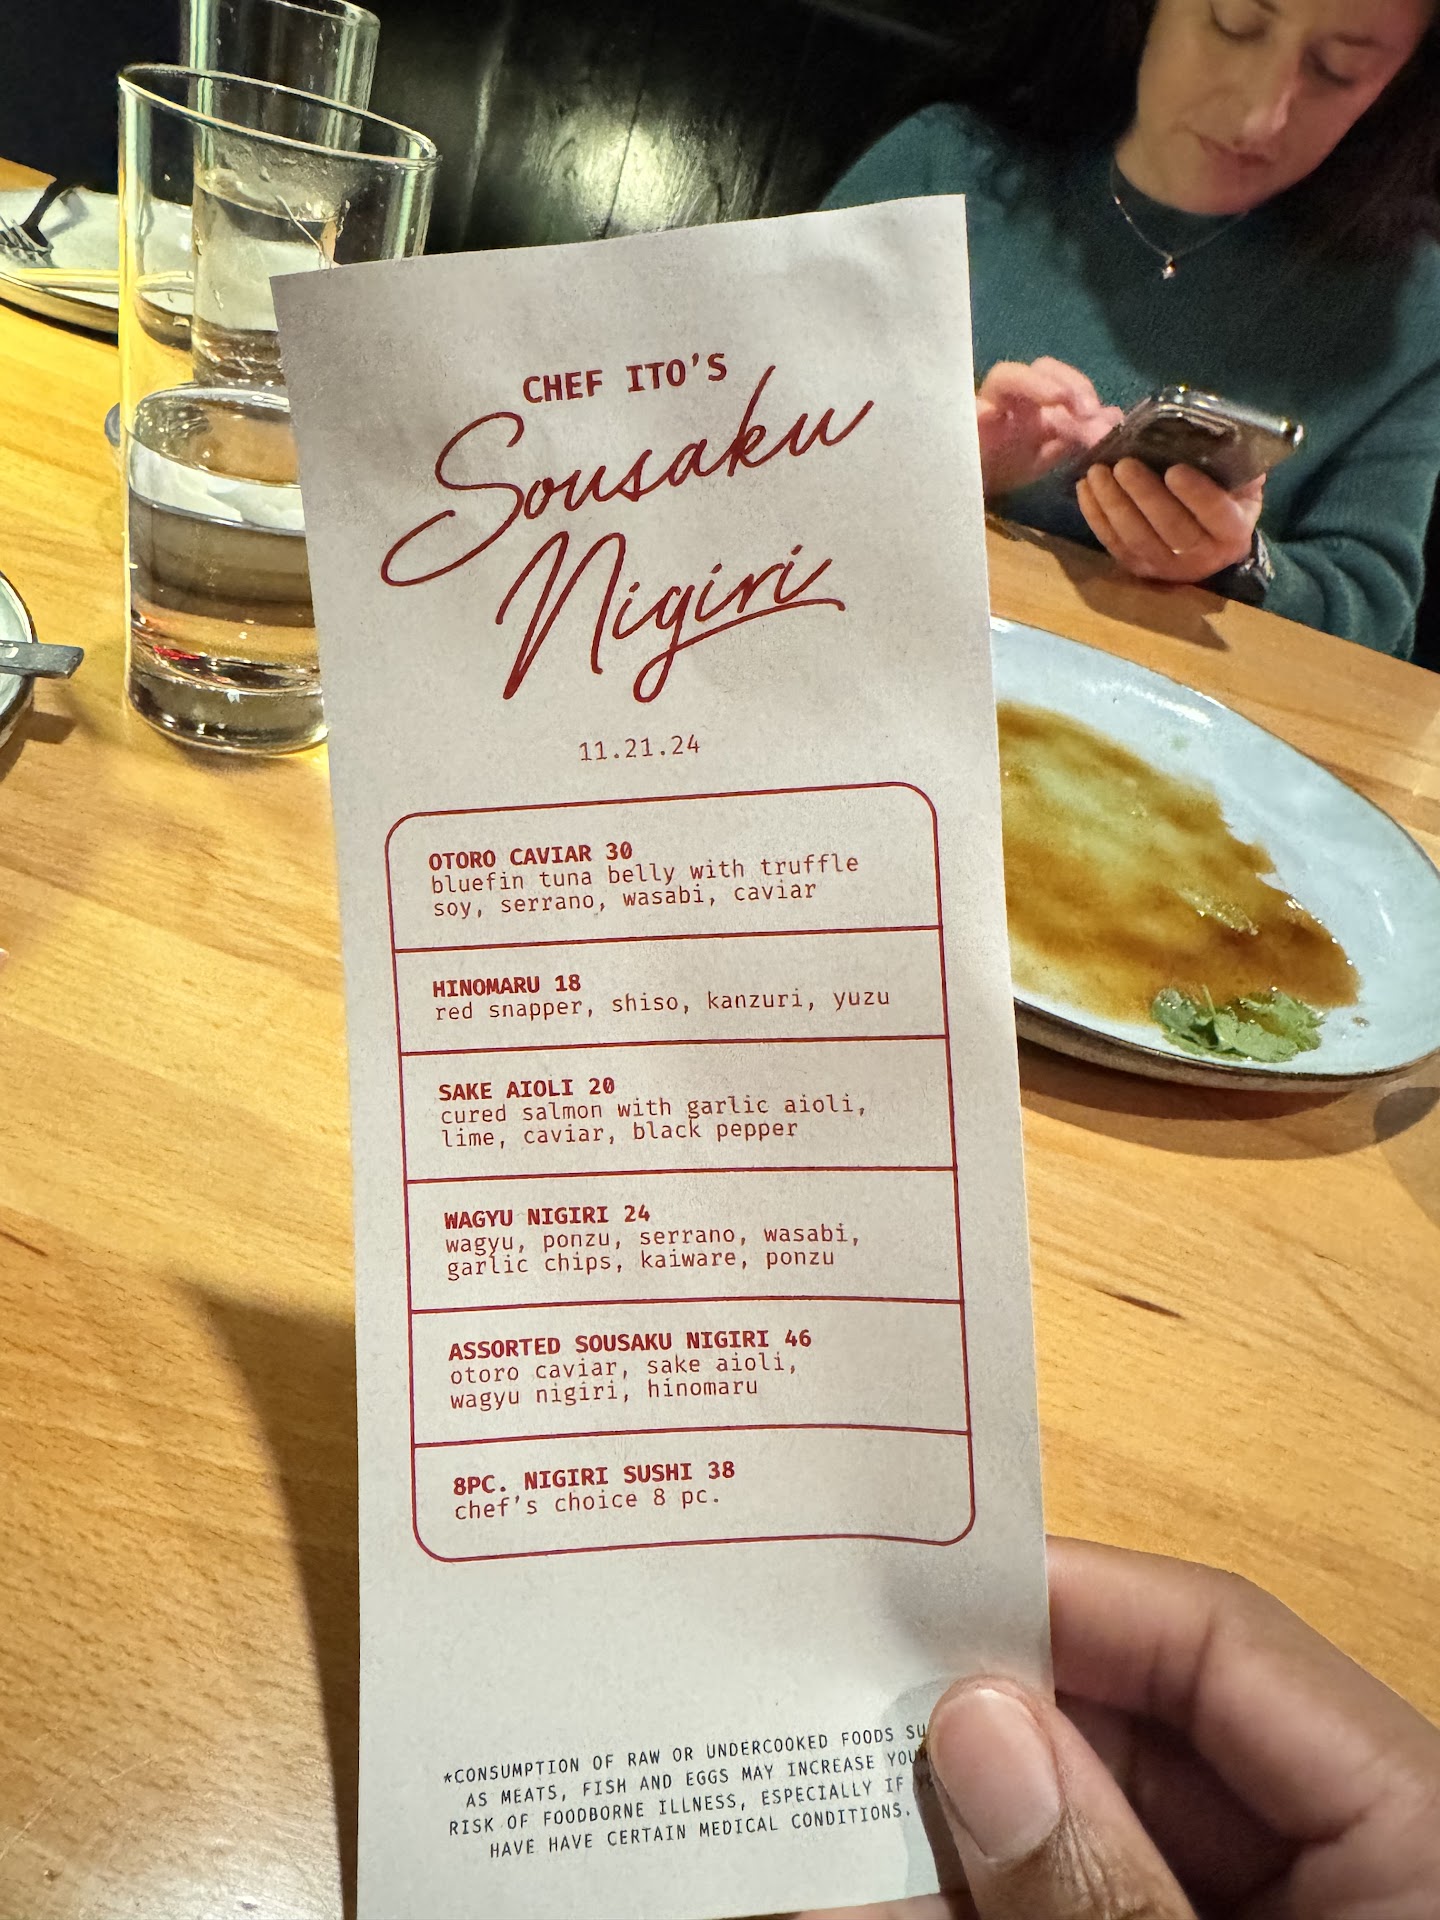 CHEF ITO'S
Sousaku
Nigiri
11.21.24
OTORO CAVIAR 30
bluefin tuna belly with truffle
soy, serrano, wasabi, caviar
HINOMARU 18
red snapper, shiso, kanzuri, yuzu
SAKE AIOLI 20
cured salmon with garlic aioli,
lime, caviar, black pepper
WAGYU NIGIRI 24
wagyu, ponzu, serrano, wasabi,
garlic chips, kaiware, ponzu
ASSORTED SOUSAKU NIGIRI 46
otoro caviar, sake aioli,
wagyu nigiri, hinomaru
8PC. NIGIRI SUSHI 38
chef's choice 8 pc.
*CONSUMPTION OF RAW OR UNDERCOOKED FOODS
AS MEATS, FISH AND EGGS MAY INCREASE
RISK OF FOODBORNE ILLNESS, ESPECIALLY IF
HAVE HAVE CERTAIN MEDICAL CONDITIONS.